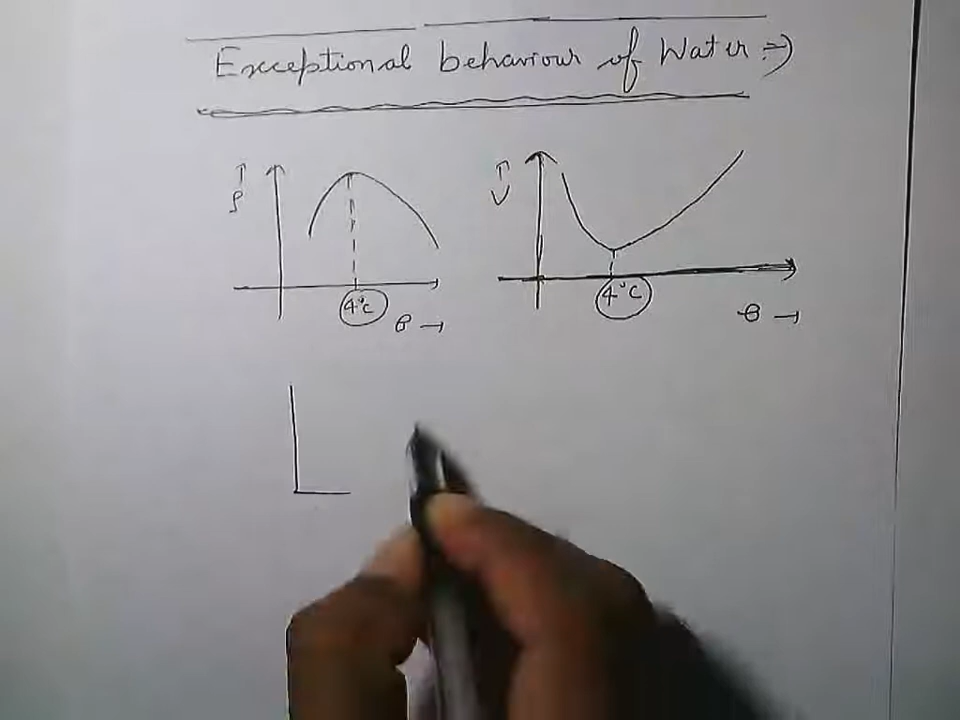 Exceptional behaviour of Water :-)
↑ ρ
4°C
θ →
↑ V
4°C
θ →